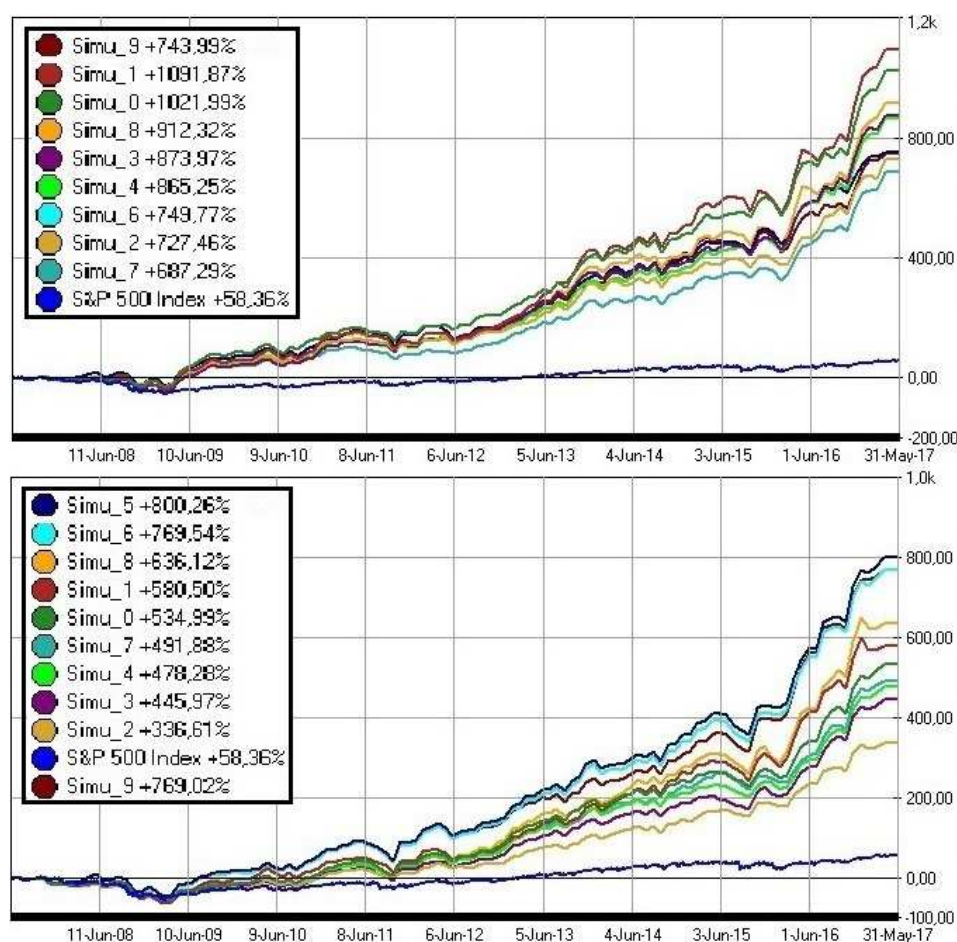 Simu_9 +743,99%
Simu_1 +1091,87%
Simu_0 +1021,99%
Simu_8 +912,32%
Simu_3 +873,97%
Simu_4 +865,25%
Simu_6 +749,77%
Simu_2 +727,46%
Simu_7 +687,29%
S&P 500 Index +58,36%
1,2k
800,00
400,00
0,00
-200,00
11-Jun-08 10-Jun-09 9-Jun-10 8-Jun-11 6-Jun-12 5-Jun-13 4-Jun-14 3-Jun-15 1-Jun-16 31-May-17
Simu_5 +800,26%
Simu_6 +769,54%
Simu_8 +636,12%
Simu_1 +580,50%
Simu_0 +534,99%
Simu_7 +491,88%
Simu_4 +478,28%
Simu_3 +445,97%
Simu_2 +336,61%
S&P 500 Index +58,36%
Simu_9 +769,02%
1,0k
800,00
600,00
400,00
200,00
0,00
-100,00
11-Jun-08 10-Jun-09 9-Jun-10 8-Jun-11 6-Jun-12 5-Jun-13 4-Jun-14 3-Jun-15 1-Jun-16 31-May-17